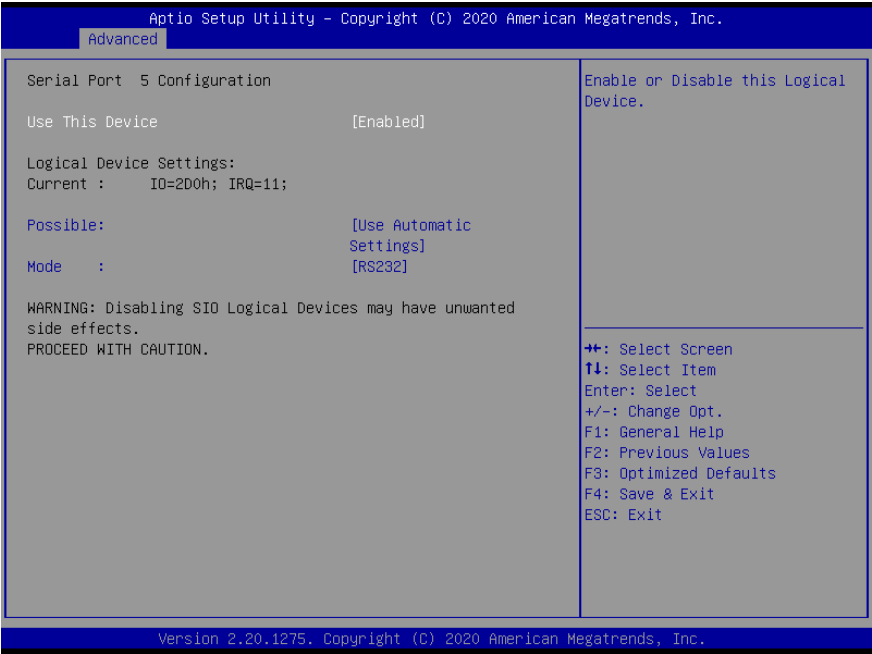 Aptio Setup Utility – Copyright (C) 2020 American Megatrends, Inc.
Advanced
Serial Port  5 Configuration
Use This Device [Enabled]
Logical Device Settings:
Current : IO=2D0h; IRQ=11;
Possible: [Use Automatic
Settings]
Mode : [RS232]
WARNING: Disabling SIO Logical Devices may have unwanted
side effects.
PROCEED WITH CAUTION.
Enable or Disable this Logical
Device.
→←: Select Screen
↑↓: Select Item
Enter: Select
+/-: Change Opt.
F1: General Help
F2: Previous Values
F3: Optimized Defaults
F4: Save & Exit
ESC: Exit
Version 2.20.1275. Copyright (C) 2020 American Megatrends, Inc.